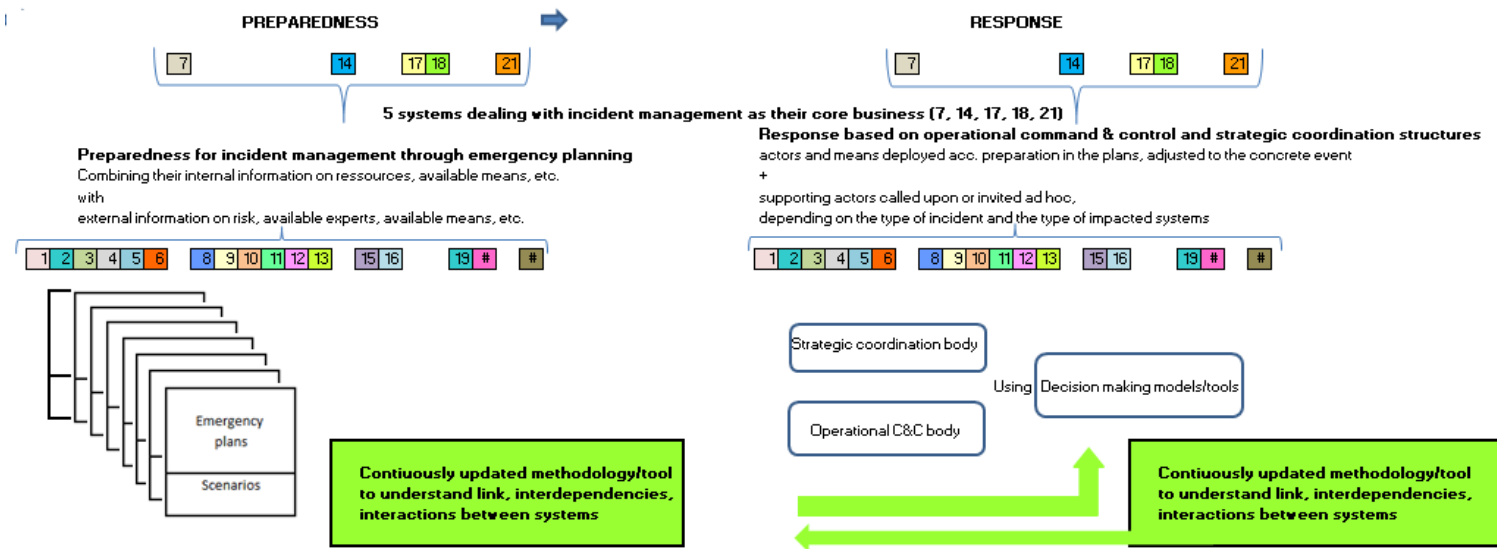 PREPAREDNESS
7 14 17 18 21
RESPONSE
7 14 17 18 21
5 systems dealing with incident management as their core business (7, 14, 17, 18, 21)
Preparedness for incident management through emergency planning
Combining their internal information on ressources, available means, etc.
with
external information on risk, available experts, available means, etc.
1 2 3 4 5 6 8 9 10 11 12 13 15 16 19 # #
Emergency
plans
Scenarios
Contiuously updated methodology/tool
to understand link, interdependencies,
interactions between systems
Response based on operational command & control and strategic coordination structures
actors and means deployed acc. preparation in the plans, adjusted to the concrete event
+
supporting actors called upon or invited ad hoc,
depending on the type of incident and the type of impacted systems
1 2 3 4 5 6 8 9 10 11 12 13 15 16 19 # #
Strategic coordination body
Operational C&C body
Using
Decision making models/tools
Contiuously updated methodology/tool
to understand link, interdependencies,
interactions between systems